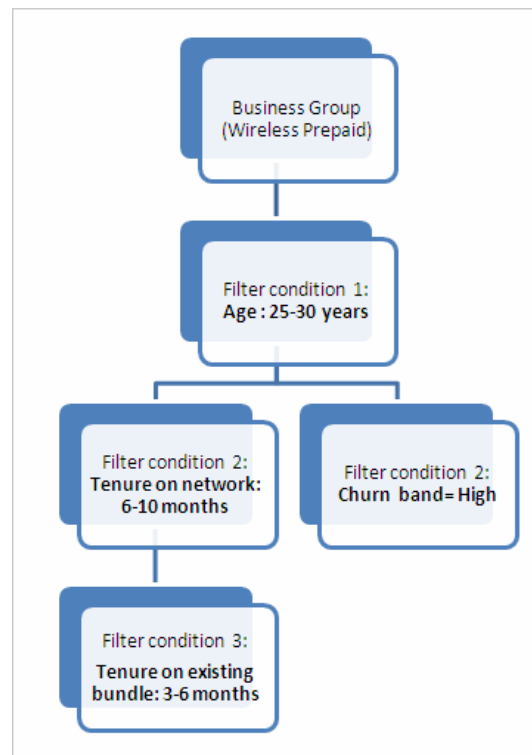 Business Group
(Wireless Prepaid)
Filter condition 1:
Age : 25-30 years
Filter condition 2:
Tenure on network:
6-10 months
Filter condition 2:
Churn band= High
Filter condition 3:
Tenure on existing
bundle: 3-6 months